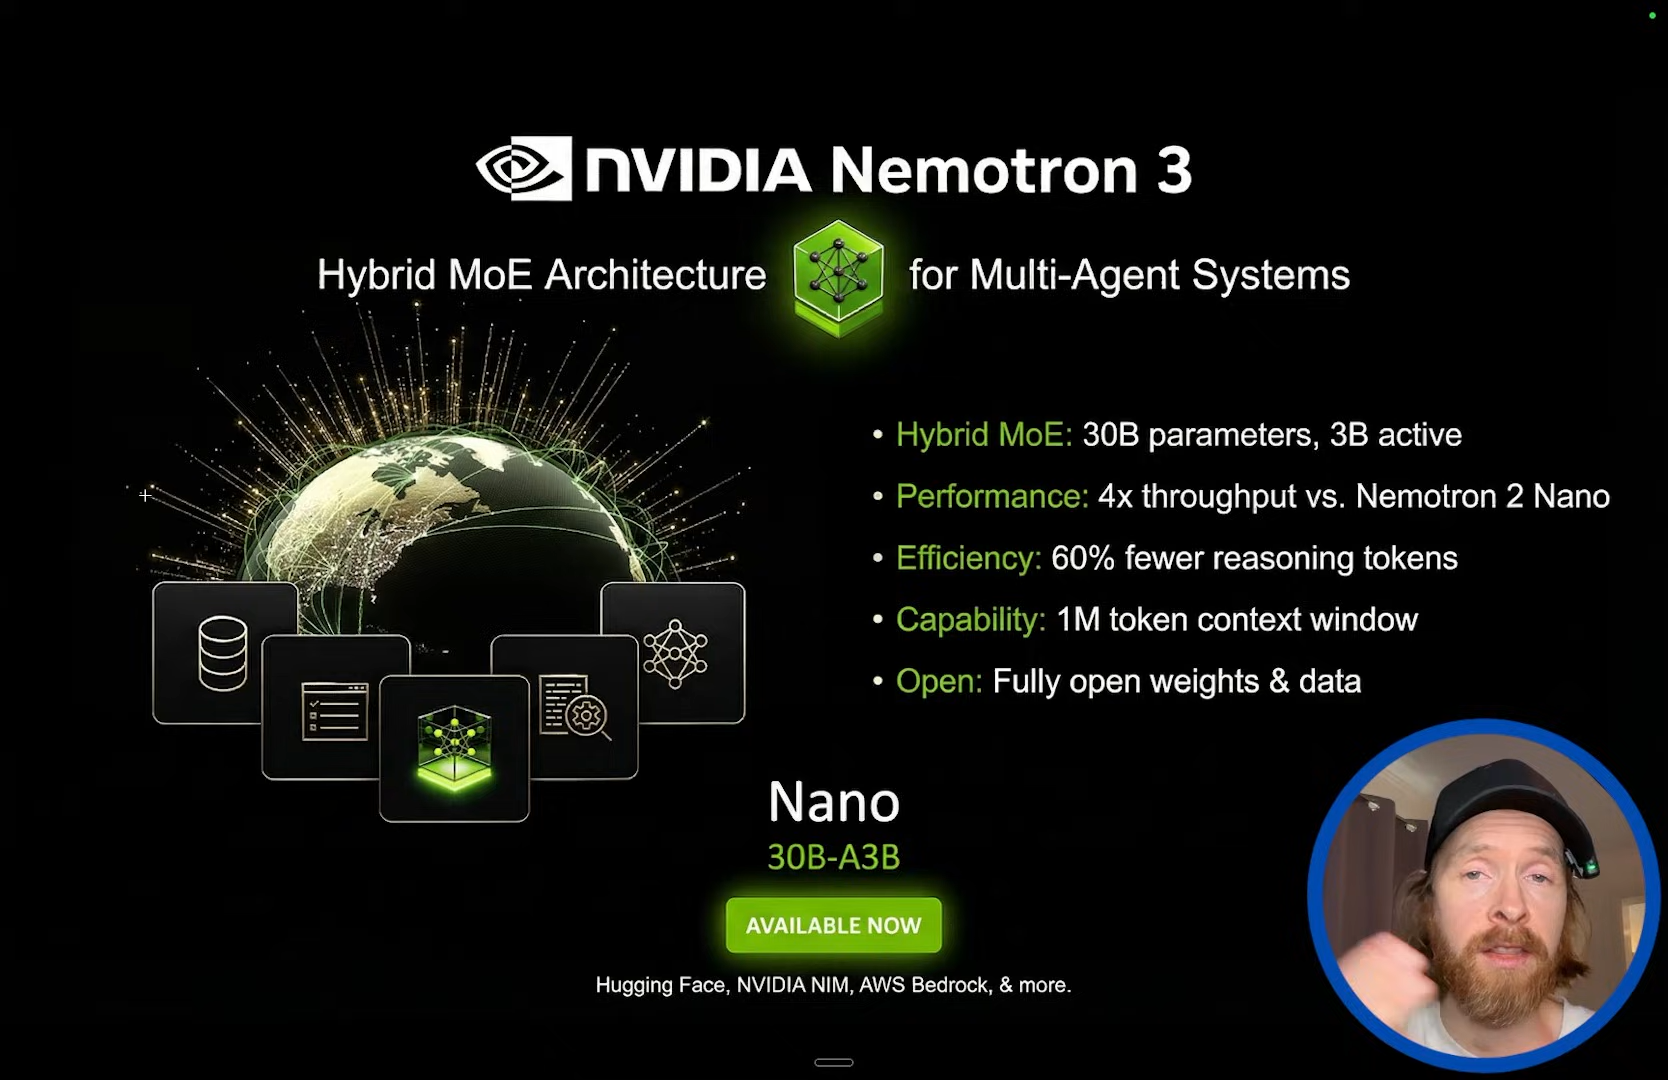 NVIDIA Nemotron 3
Hybrid MoE Architecture for Multi-Agent Systems
• Hybrid MoE: 30B parameters, 3B active
• Performance: 4x throughput vs. Nemotron 2 Nano
• Efficiency: 60% fewer reasoning tokens
• Capability: 1M token context window
• Open: Fully open weights & data
Nano
30B-A3B
AVAILABLE NOW
Hugging Face, NVIDIA NIM, AWS Bedrock, & more.